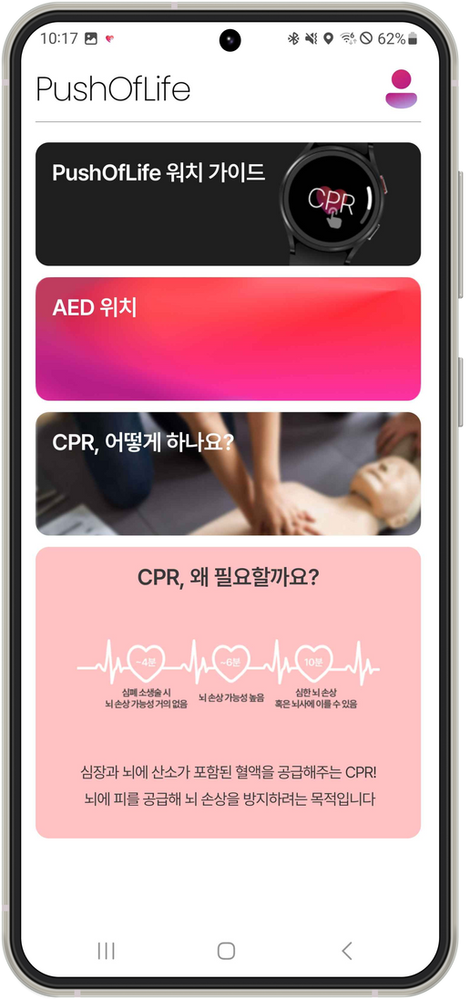 10:17
62%
PushOfLife
PushOfLife 워치 가이드
CPR
AED 위치
CPR, 어떻게 하나요?
CPR, 왜 필요할까요?
~4분
~6분
10분
심폐 소생술 시
뇌 손상 가능성 거의 없음
뇌 손상 가능성 높음
심한 뇌 손상
혹은 뇌사에 이를 수 있음
심장과 뇌에 산소가 포함된 혈액을 공급해주는 CPR!
뇌에 피를 공급해 뇌 손상을 방지하려는 목적입니다